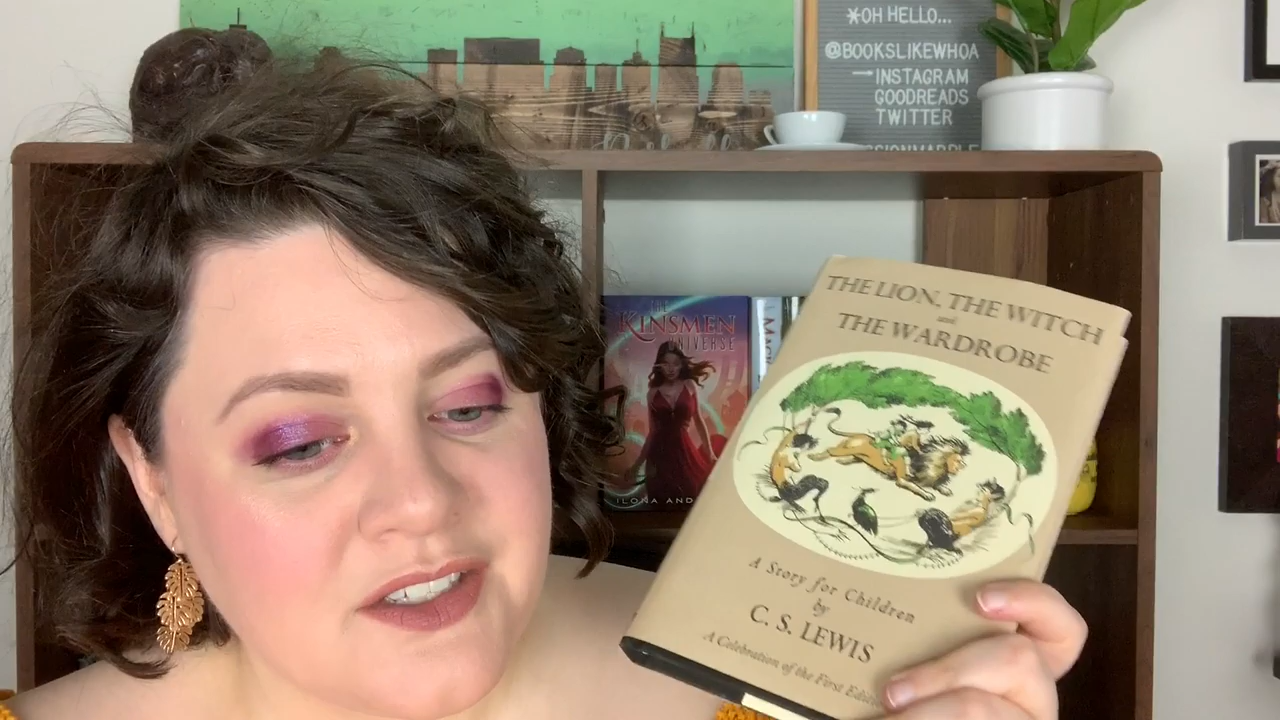 *OH HELLO...
@BOOKSLIKEWHOA
—INSTAGRAM
GOODREADS
TWITTER
THE
KINSMEN
UNIVERSE
ILONA
THE LION, THE WITCH
and
THE WARDROBE
A Story for Children
by
C. S. LEWIS
A Celebration of the First